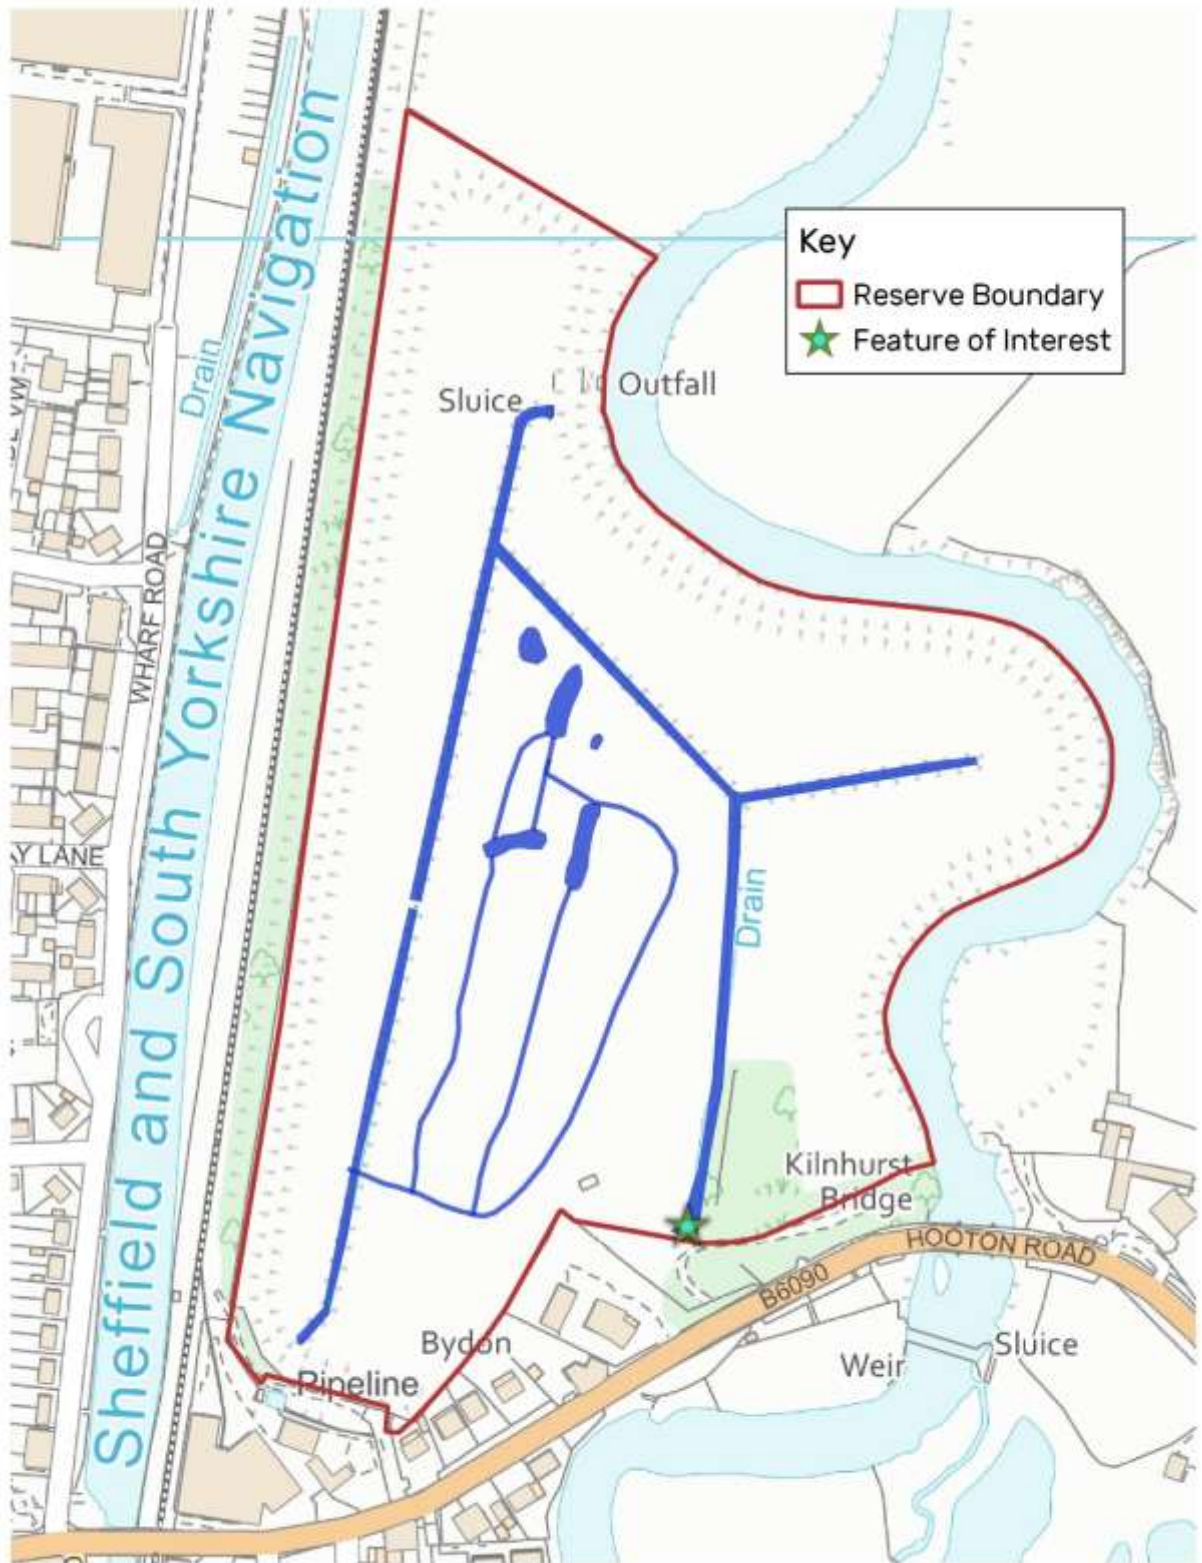 Sheffield and South Yorkshire Navigation
Key
Reserve Boundary
Feature of Interest
Drain
Sluice
Outfall
WHARF ROAD
Y LANE
Drain
Kilnhurst
Bridge
HOOTON ROAD
B6090
Bydon
Sluice
Weir
Pipeline